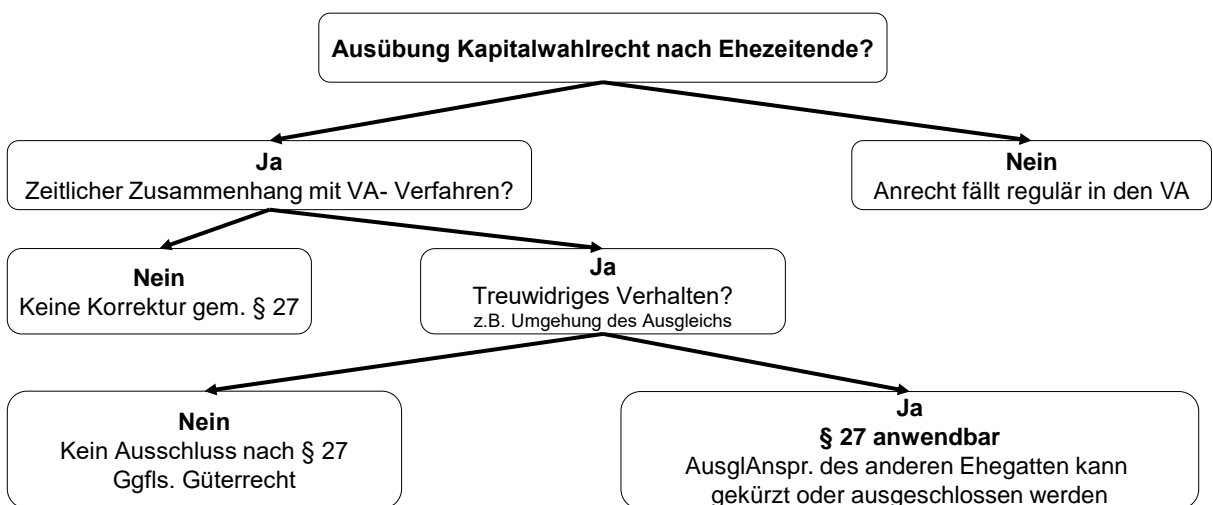 Ausübung Kapitalwahlrecht nach Ehezeitende?
Ja
Zeitlicher Zusammenhang mit VA- Verfahren?
Nein
Anrecht fällt regulär in den VA
Nein
Keine Korrektur gem. § 27
Ja
Treuwidriges Verhalten?
z.B. Umgehung des Ausgleichs
Nein
Kein Ausschluss nach § 27
Ggfls. Güterrecht
Ja
§ 27 anwendbar
AusglAnspr. des anderen Ehegatten kann
gekürzt oder ausgeschlossen werden